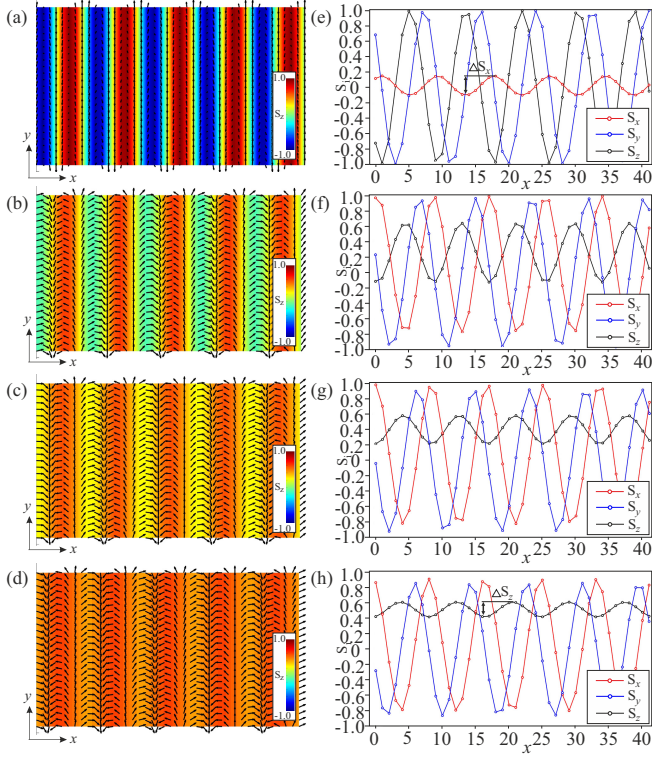 (a)
1.0
S_z
-1.0
y
x
(b)
1.0
S_z
-1.0
y
x
(c)
1.0
S_z
-1.0
y
x
(d)
1.0
S_z
-1.0
y
x
(e)
1.0
0.8
0.6
0.4
0.2
0
-0.2
-0.4
-0.6
-0.8
-1.0
S_i
ΔS_x
S_x
S_y
S_z
0 5 10 15 20 25 30 35 40
x
(f)
1.0
0.8
0.6
0.4
0.2
0
-0.2
-0.4
-0.6
-0.8
-1.0
S_i
S_x
S_y
S_z
0 5 10 15 20 25 30 35 40
x
(g)
1.0
0.8
0.6
0.4
0.2
0
-0.2
-0.4
-0.6
-0.8
-1.0
S_i
S_x
S_y
S_z
0 5 10 15 20 25 30 35 40
x
(h)
1.0
0.8
0.6
0.4
0.2
0
-0.2
-0.4
-0.6
-0.8
-1.0
S_i
ΔS_z
S_x
S_y
S_z
0 5 10 15 20 25 30 35 40
x